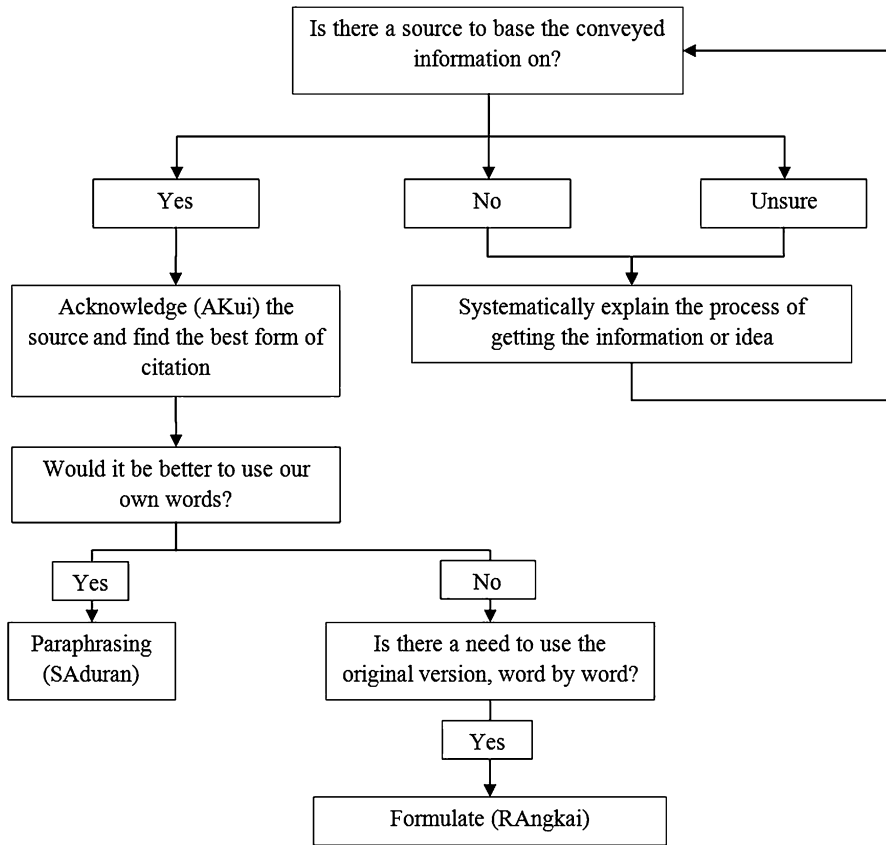 Is there a source to base the conveyed
information on?
Yes
No
Unsure
Acknowledge (AKui) the
source and find the best form of
citation
Systematically explain the process of
getting the information or idea
Would it be better to use our
own words?
Yes
No
Paraphrasing
(SAduran)
Is there a need to use the
original version, word by word?
Yes
Formulate (RAngkai)